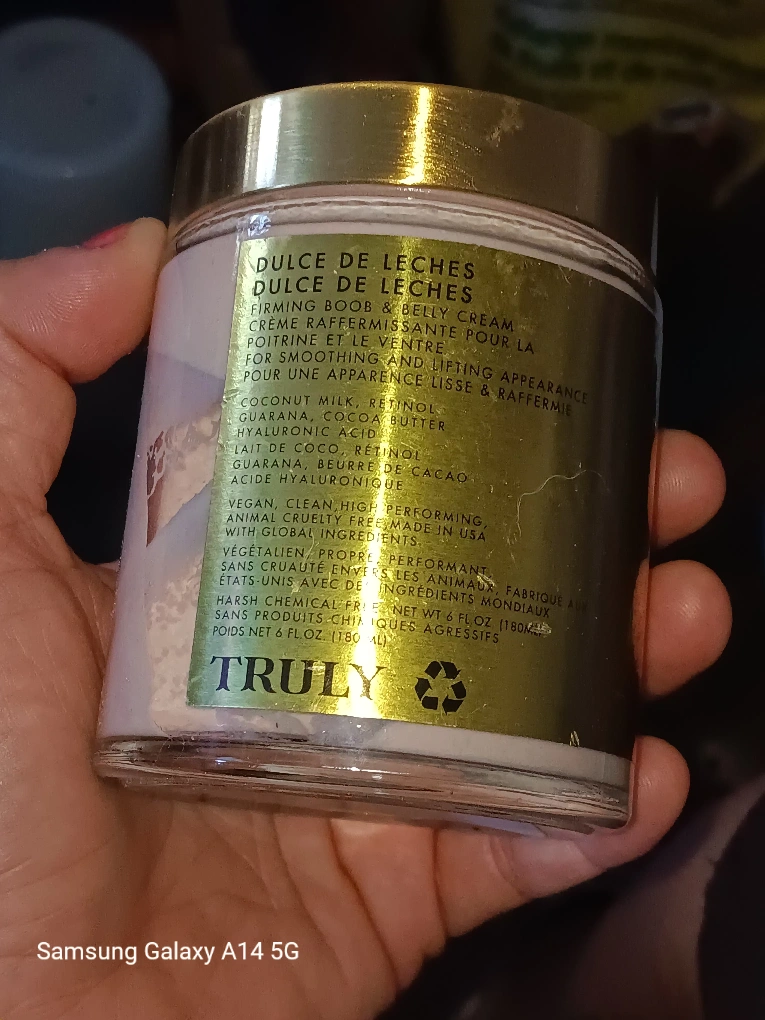 DULCE DE LECHES
DULCE DE LECHES
FIRMING BOOB & BELLY CREAM
CRÈME RAFFERMISSANTE POUR LA
POITRINE ET LE VENTRE
FOR SMOOTHING AND LIFTING APPEARANCE
POUR UNE APPARENCE LISSE & RAFFERMIE
COCONUT MILK, RETINOL
GUARANA, COCOA BUTTER
HYALURONIC ACID
LAIT DE COCO, RETINOL
GUARANA, BEURRE DE CACAO
ACIDE HYALURONIQUE
VEGAN, CLEAN,HIGH PERFORMING,
ANIMAL CRUELTY FREE,MADE IN USA
WITH GLOBAL INGREDIENTS.
VÉGÉTALIEN, PROPRE, PERFORMANT,
SANS CRUAUTÉ ENVERS LES ANIMAUX, FABRIQUÉ AUX
ÉTATS-UNIS AVEC DES INGRÉDIENTS MONDIAUX
HARSH CHEMICAL FREE NET WT 6 FL OZ (180ML)
SANS PRODUITS CHIMIQUES AGRESSIFS
POIDS NET 6 FL.OZ. (180 ML)
TRULY
Samsung Galaxy A14 5G